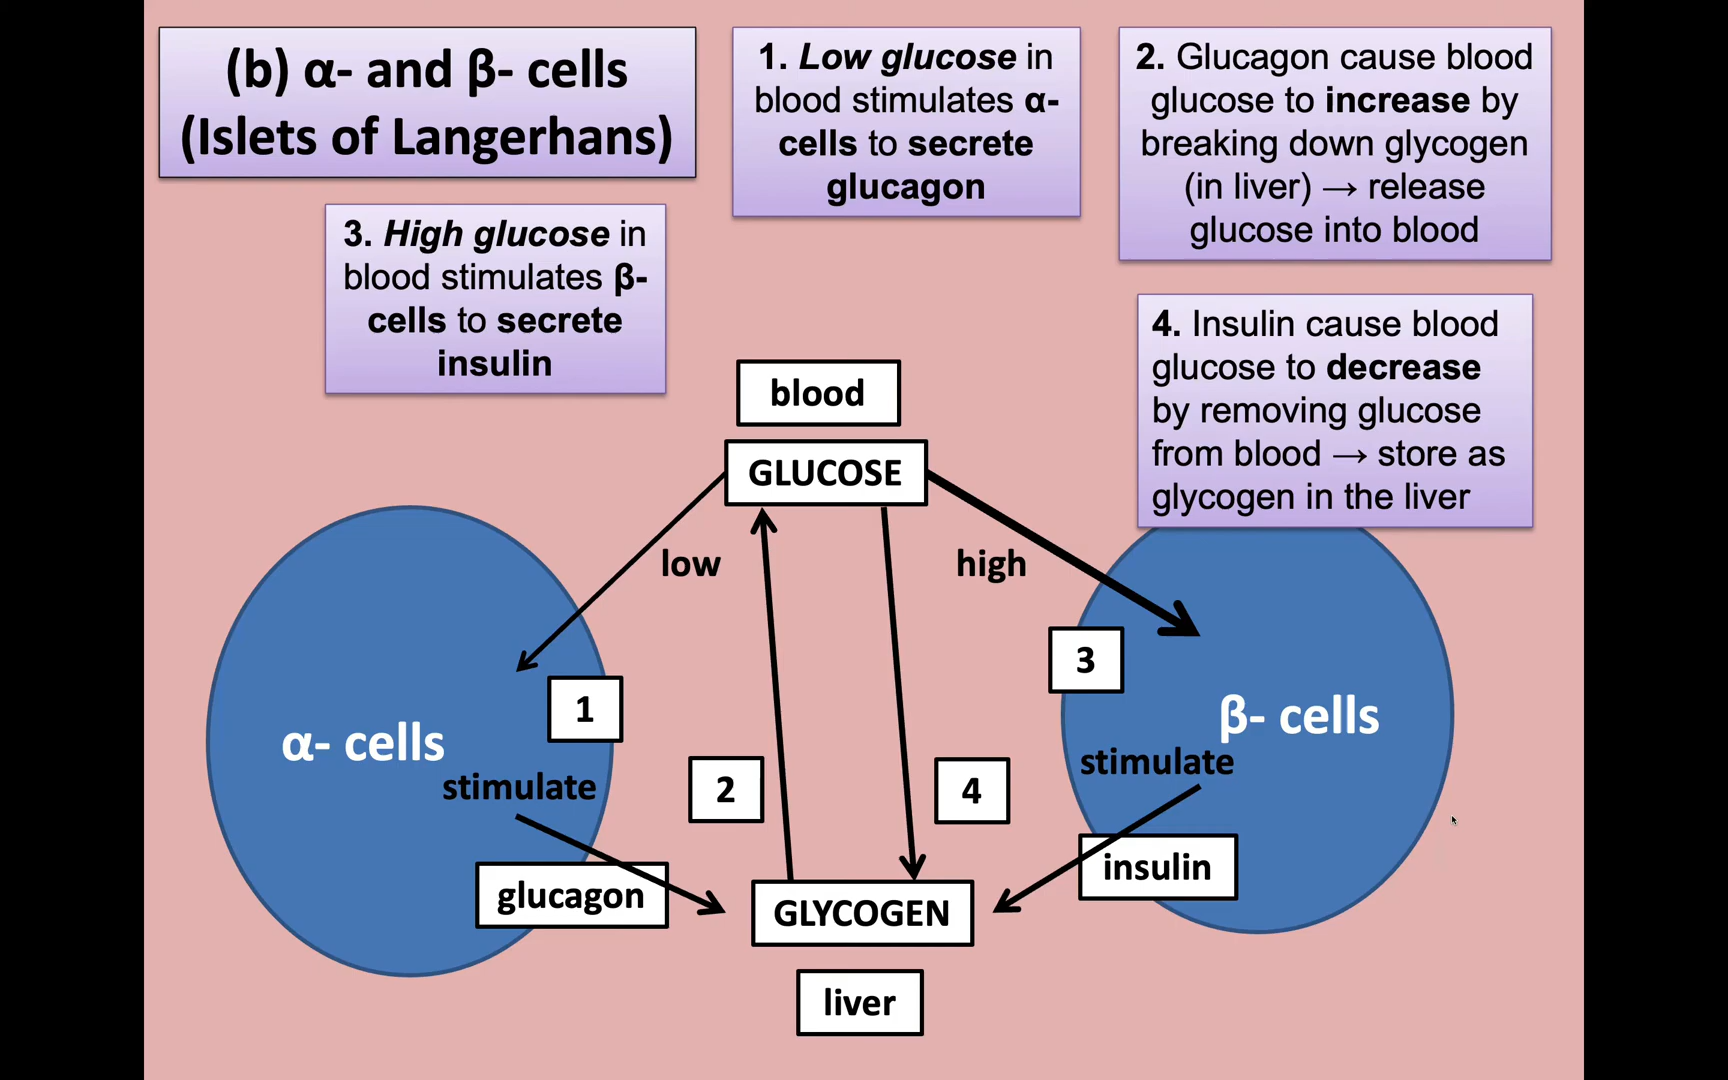 (b) α- and β- cells
(Islets of Langerhans)
1. Low glucose in
blood stimulates α-
cells to secrete
glucagon
2. Glucagon cause blood
glucose to increase by
breaking down glycogen
(in liver) → release
glucose into blood
3. High glucose in
blood stimulates β-
cells to secrete
insulin
4. Insulin cause blood
glucose to decrease
by removing glucose
from blood → store as
glycogen in the liver
blood
GLUCOSE
low
high
3
1
α- cells
β- cells
stimulate
stimulate
2
4
glucagon
insulin
GLYCOGEN
liver